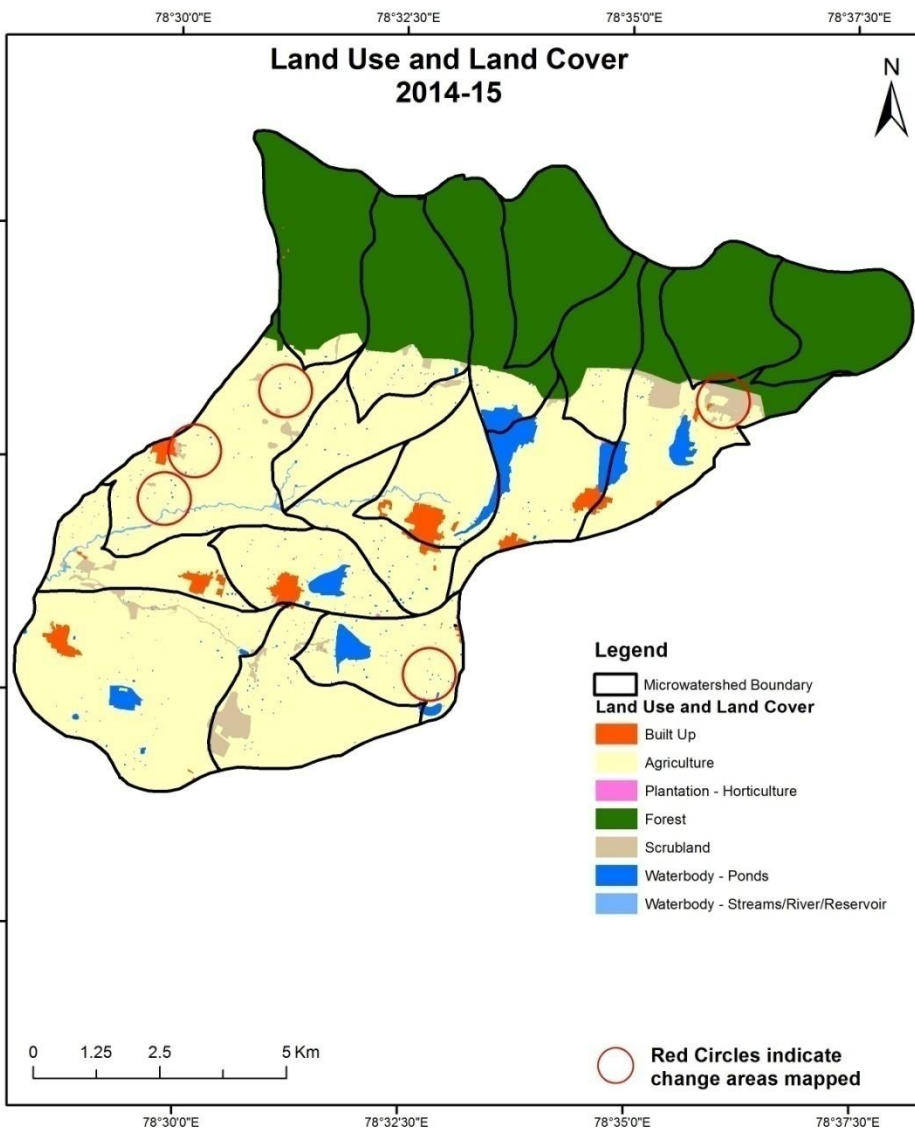 78°30'0"E 78°32'30"E 78°35'0"E 78°37'30"E
Land Use and Land Cover
2014-15
N
Legend
Microwatershed Boundary
Land Use and Land Cover
Built Up
Agriculture
Plantation - Horticulture
Forest
Scrubland
Waterbody - Ponds
Waterbody - Streams/River/Reservoir
0 1.25 2.5 5 Km
Red Circles indicate
change areas mapped
78°30'0"E 78°32'30"E 78°35'0"E 78°37'30"E